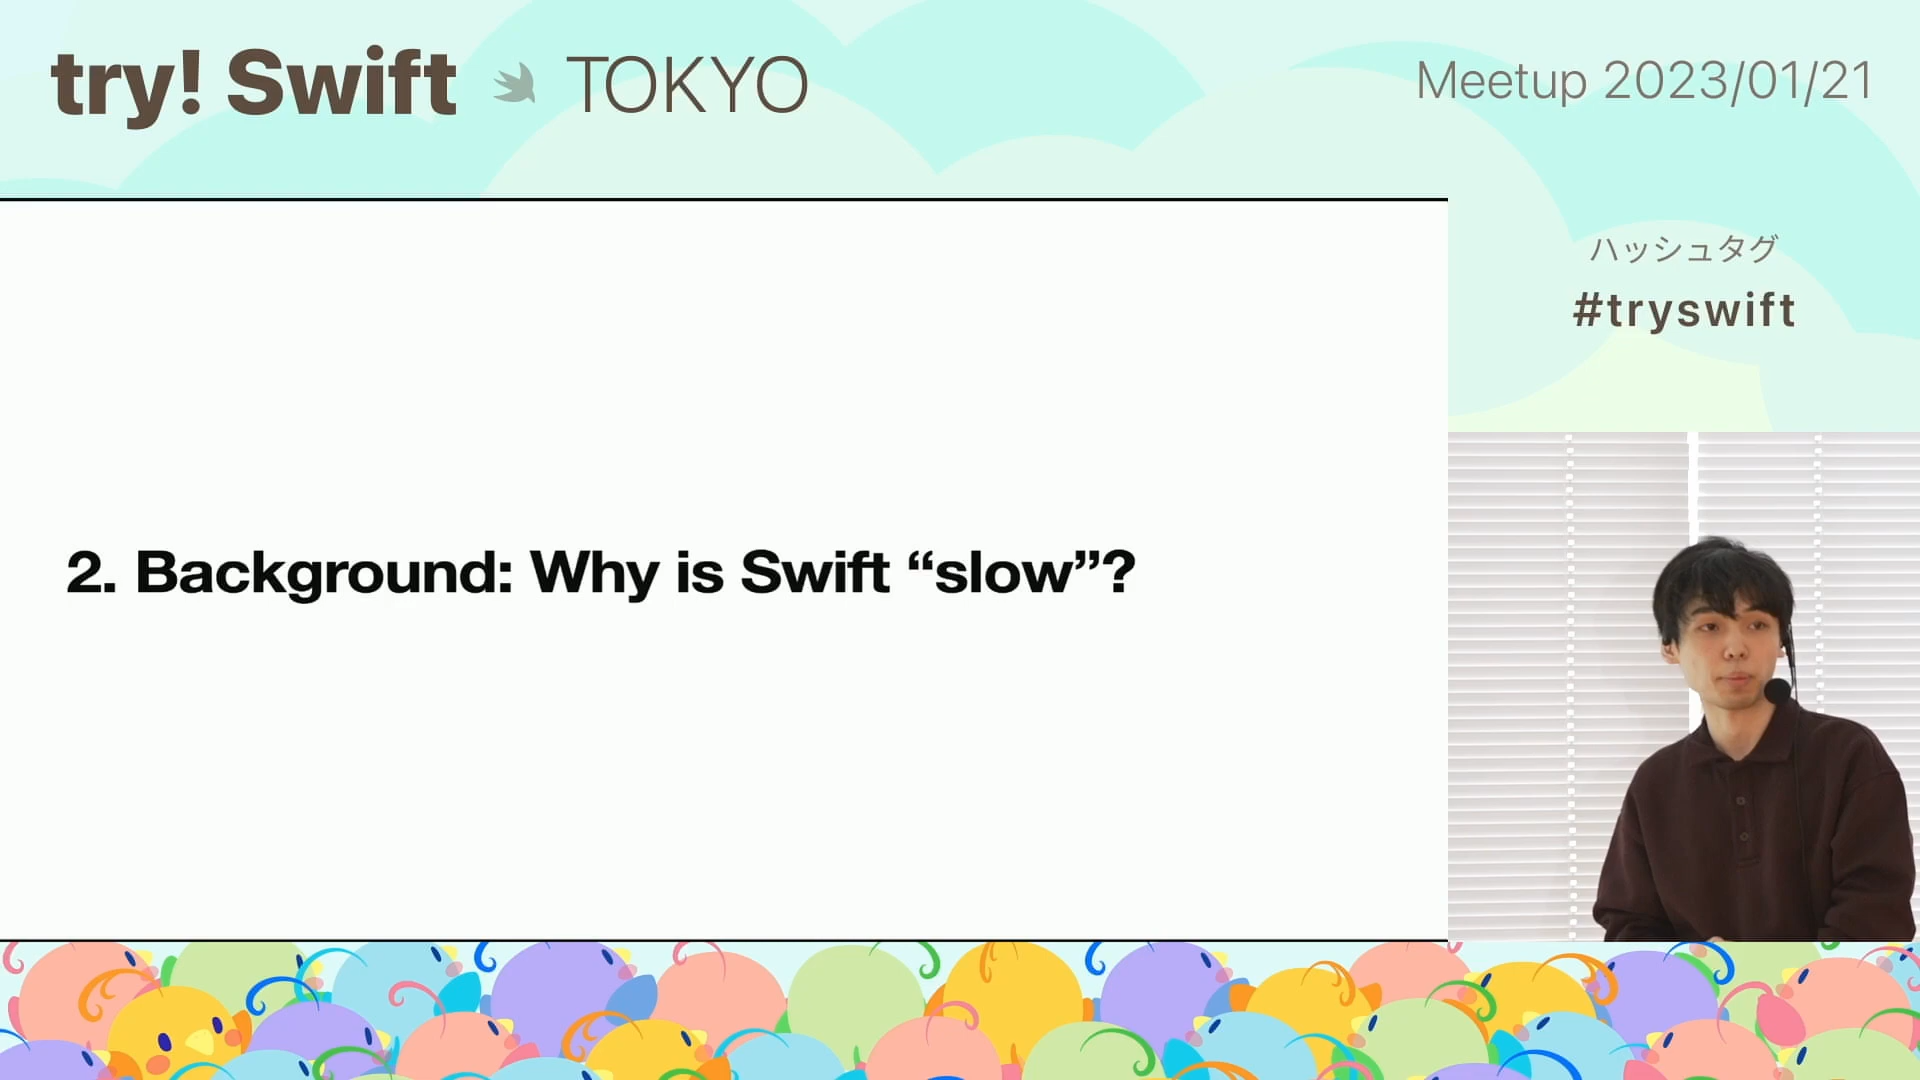 try! Swift TOKYO
Meetup 2023/01/21
ハッシュタグ
#tryswift
2. Background: Why is Swift “slow”?